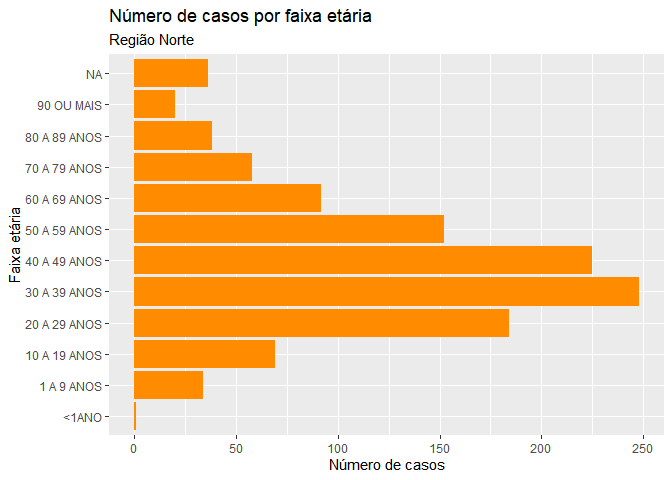 Número de casos por faixa etária
Região Norte
Faixa etária
NA
90 OU MAIS
80 A 89 ANOS
70 A 79 ANOS
60 A 69 ANOS
50 A 59 ANOS
40 A 49 ANOS
30 A 39 ANOS
20 A 29 ANOS
10 A 19 ANOS
1 A 9 ANOS
<1ANO
0 50 100 150 200 250
Número de casos